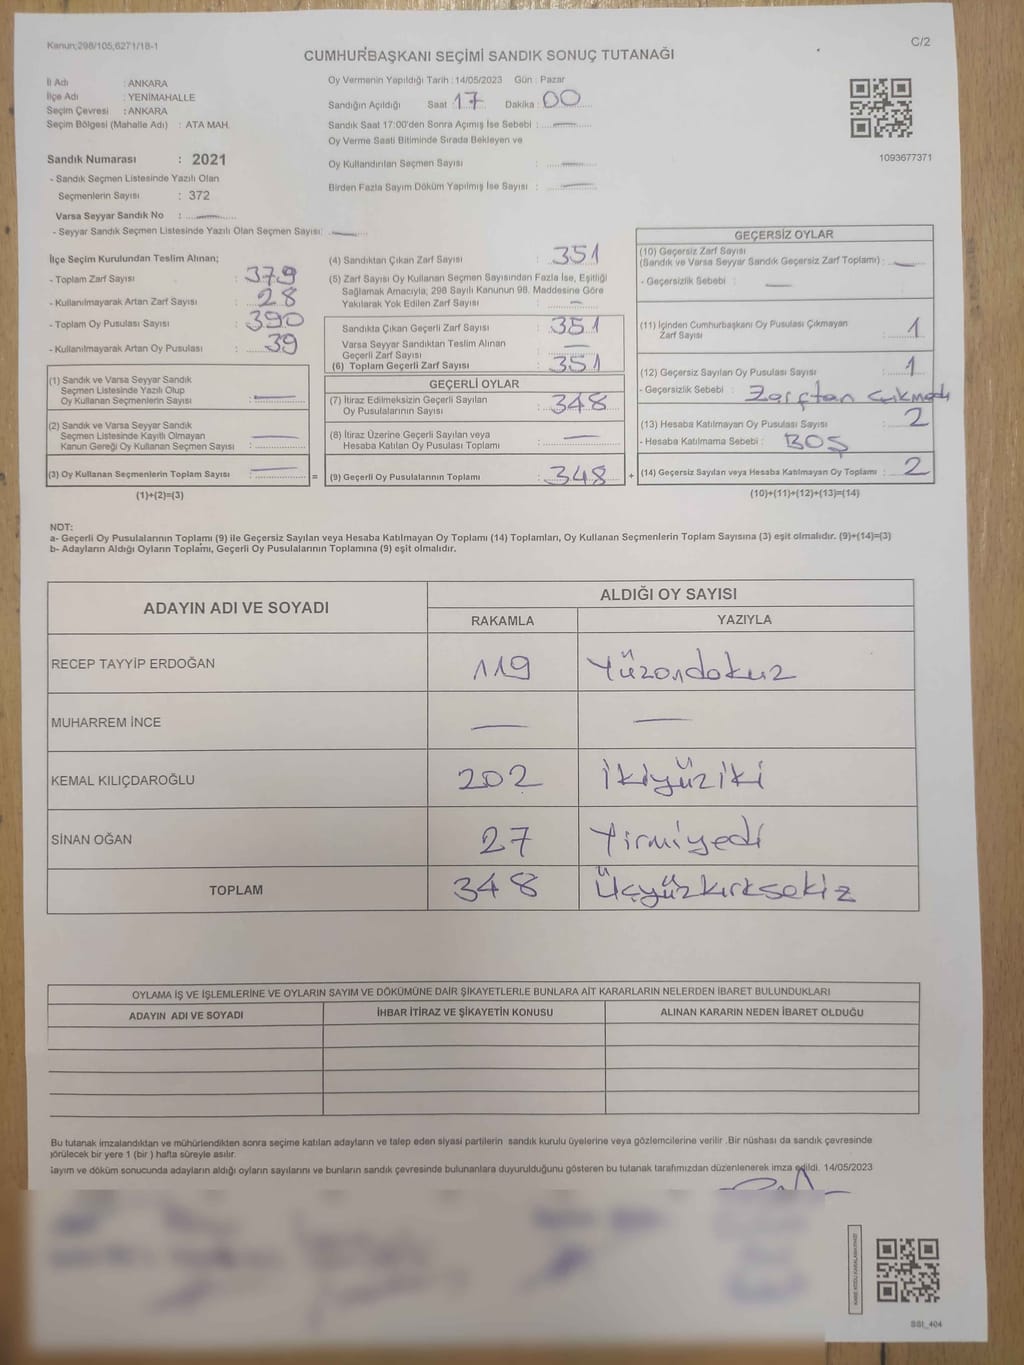 Kanun;298/105,6271/18-1
C/2
CUMHURBAŞKANI SEÇİMİ SANDIK SONUÇ TUTANAĞI
İl Adı : ANKARA
İlçe Adı : YENİMAHALLE
Seçim Çevresi : ANKARA
Seçim Bölgesi (Mahalle Adı) : ATA MAH.
Sandık Numarası : 2021
- Sandık Seçmen Listesinde Yazılı Olan
Seçmenlerin Sayısı : 372
Varsa Seyyar Sandık No : —
- Seyyar Sandık Seçmen Listesinde Yazılı Olan Seçmen Sayısı: —
Oy Vermenin Yapıldığı Tarih : 14/05/2023 Gün : Pazar
Sandığın Açıldığı Saat 17 Dakika : 00
Sandık Saat 17:00'den Sonra Açımış İse Sebebi : —
Oy Verme Saati Bitiminde Sırada Bekleyen ve
Oy Kullandırılan Seçmen Sayısı : —
Birden Fazla Sayım Döküm Yapılmış İse Sayısı : —
1093677371
İlçe Seçim Kurulundan Teslim Alınan;
- Toplam Zarf Sayısı : 379
- Kullanılmayarak Artan Zarf Sayısı : 28
- Toplam Oy Pusulası Sayısı : 390
- Kullanılmayarak Artan Oy Pusulası : 39
(1) Sandık ve Varsa Seyyar Sandık
Seçmen Listesinde Yazılı Olup
Oy Kullanan Seçmenlerin Sayısı : —
(2) Sandık ve Varsa Seyyar Sandık
Seçmen Listesinde Kayıtlı Olmayan
Kanun Gereği Oy Kullanan Seçmen Sayısı : —
(3) Oy Kullanan Seçmenlerin Toplam Sayısı : —
(1)+(2)=(3)
(4) Sandıktan Çıkan Zarf Sayısı : 351
(5) Zarf Sayısı Oy Kullanan Seçmen Sayısından Fazla İse, Eşitliği
Sağlamak Amacıyla; 298 Sayılı Kanunun 98. Maddesine Göre
Yakılarak Yok Edilen Zarf Sayısı : —
Sandıkta Çıkan Geçerli Zarf Sayısı : 351
Varsa Seyyar Sandıktan Teslim Alınan
Geçerli Zarf Sayısı : —
(6) Toplam Geçerli Zarf Sayısı : 351
GEÇERLİ OYLAR
(7) İtiraz Edilmeksizin Geçerli Sayılan
Oy Pusulalarının Sayısı : 348
(8) İtiraz Üzerine Geçerli Sayılan veya
Hesaba Katılan Oy Pusulası Toplamı : —
= (9) Geçerli Oy Pusulalarının Toplamı : 348 +
GEÇERSİZ OYLAR
(10) Geçersiz Zarf Sayısı
(Sandık ve Varsa Seyyar Sandık Geçersiz Zarf Toplamı) : —
- Geçersizlik Sebebi : —
(11) İçinden Cumhurbaşkanı Oy Pusulası Çıkmayan
Zarf Sayısı : 1
(12) Geçersiz Sayılan Oy Pusulası Sayısı : 1
- Geçersizlik Sebebi : Zarftan çıkmadı
(13) Hesaba Katılmayan Oy Pusulası Sayısı : 2
- Hesaba Katılmama Sebebi : BOŞ
(14) Geçersiz Sayılan veya Hesaba Katılmayan Oy Toplamı : 2
(10)+(11)+(12)+(13)=(14)
NOT:
a- Geçerli Oy Pusulalarının Toplamı (9) ile Geçersiz Sayılan veya Hesaba Katılmayan Oy Toplamı (14) Toplamları, Oy Kullanan Seçmenlerin Toplam Sayısına (3) eşit olmalıdır. (9)+(14)=(3)
b- Adayların Aldığı Oyların Toplamı, Geçerli Oy Pusulalarının Toplamına (9) eşit olmalıdır.
ADAYIN ADI VE SOYADI
ALDIĞI OY SAYISI
RAKAMLA YAZIYLA
RECEP TAYYİP ERDOĞAN 119 Yüzondokuz
MUHARREM İNCE — —
KEMAL KILIÇDAROĞLU 202 İkiyüziki
SİNAN OĞAN 27 Yirmiyedi
TOPLAM 348 Üçyüzkırksekiz
OYLAMA İŞ VE İŞLEMLERİNE VE OYLARIN SAYIM VE DÖKÜMÜNE DAİR ŞİKAYETLERLE BUNLARA AİT KARARLARIN NELERDEN İBARET BULUNDUKLARI
ADAYIN ADI VE SOYADI İHBAR İTİRAZ VE ŞİKAYETİN KONUSU ALINAN KARARIN NEDEN İBARET OLDUĞU
Bu tutanak imzalandıktan ve mühürlendikten sonra seçime katılan adayların ve talep eden siyasi partilerin sandık kurulu üyelerine veya gözlemcilerine verilir .Bir nüshası da sandık çevresinde
görülecek bir yere 1 (bir ) hafta süreyle asılır.
Sayım ve döküm sonucunda adayların aldığı oyların sayılarını ve bunların sandık çevresinde bulunanlara duyurulduğunu gösteren bu tutanak tarafımızdan düzenlenerek imza edildi. 14/05/2023
SSI_404